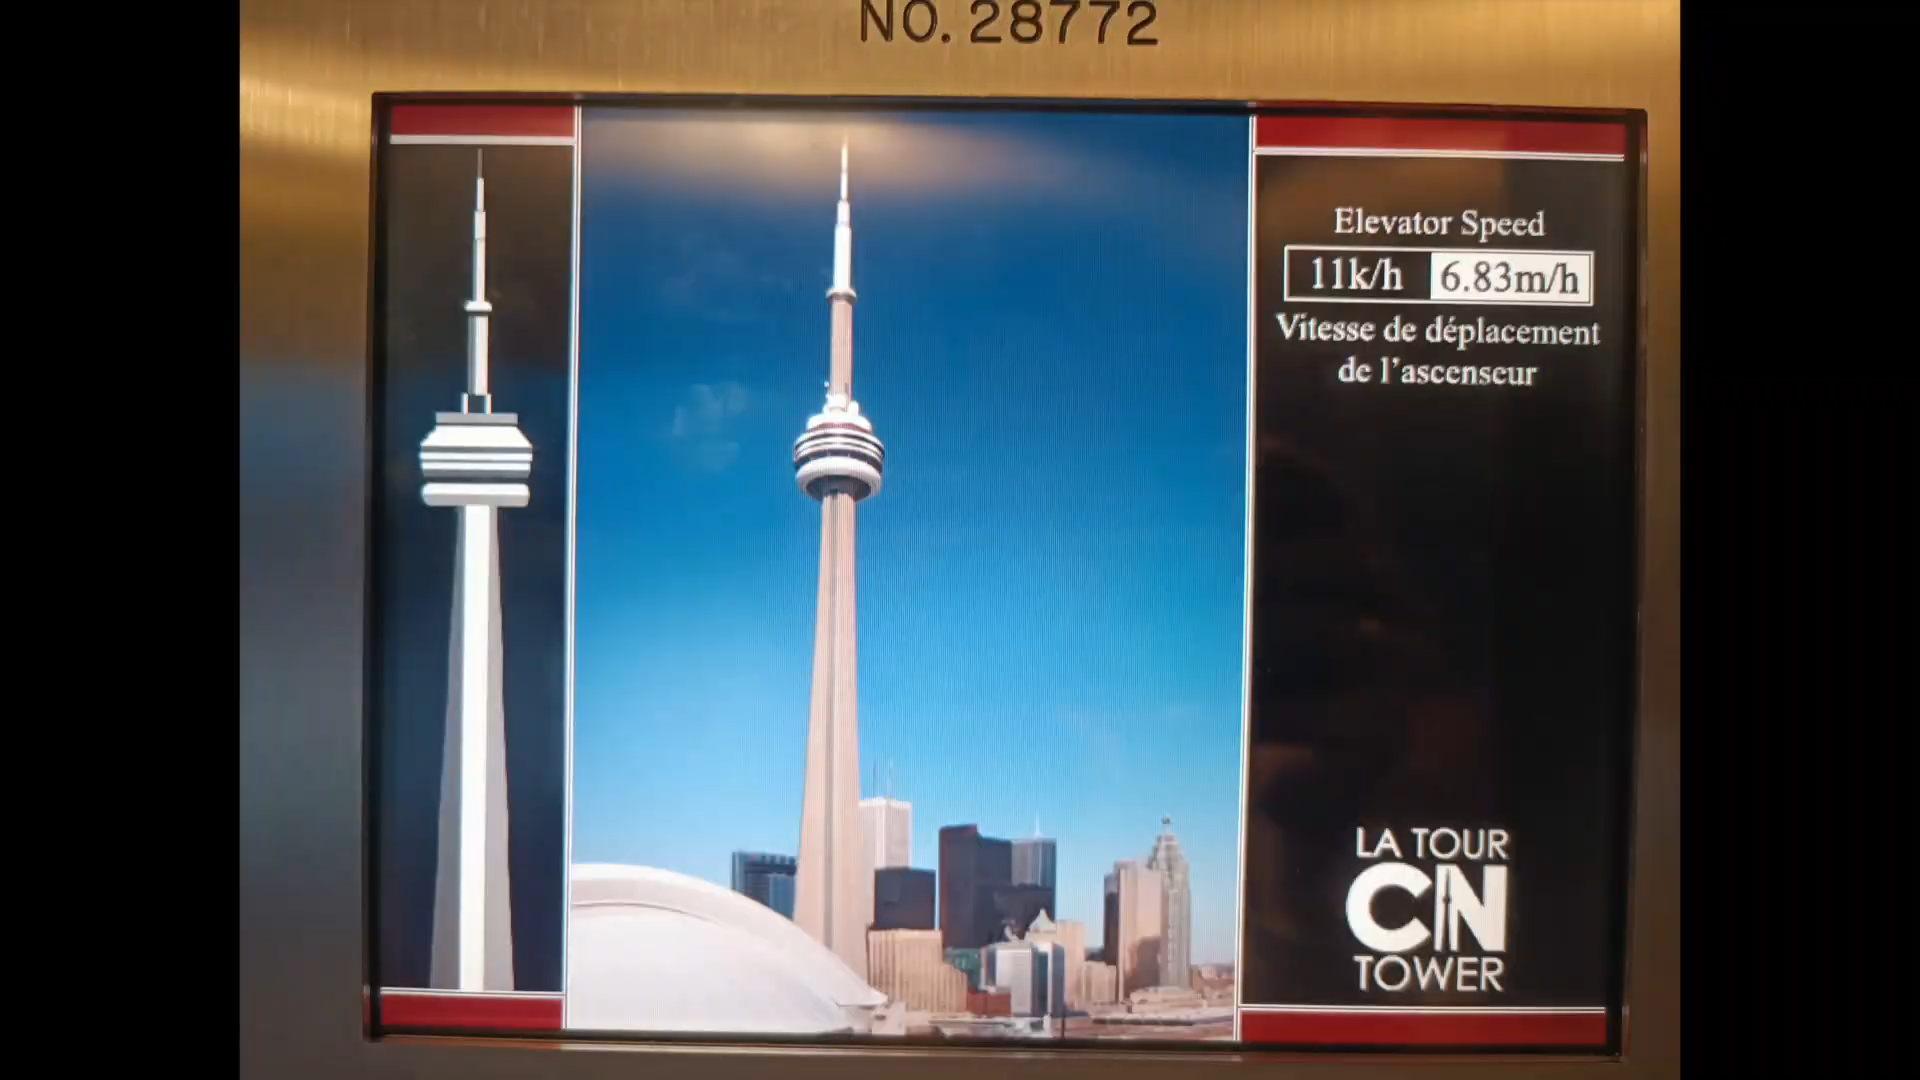 NO. 28772
Elevator Speed
11k/h 6.83m/h
Vitesse de déplacement
de l'ascenseur
LA TOUR
CN
TOWER